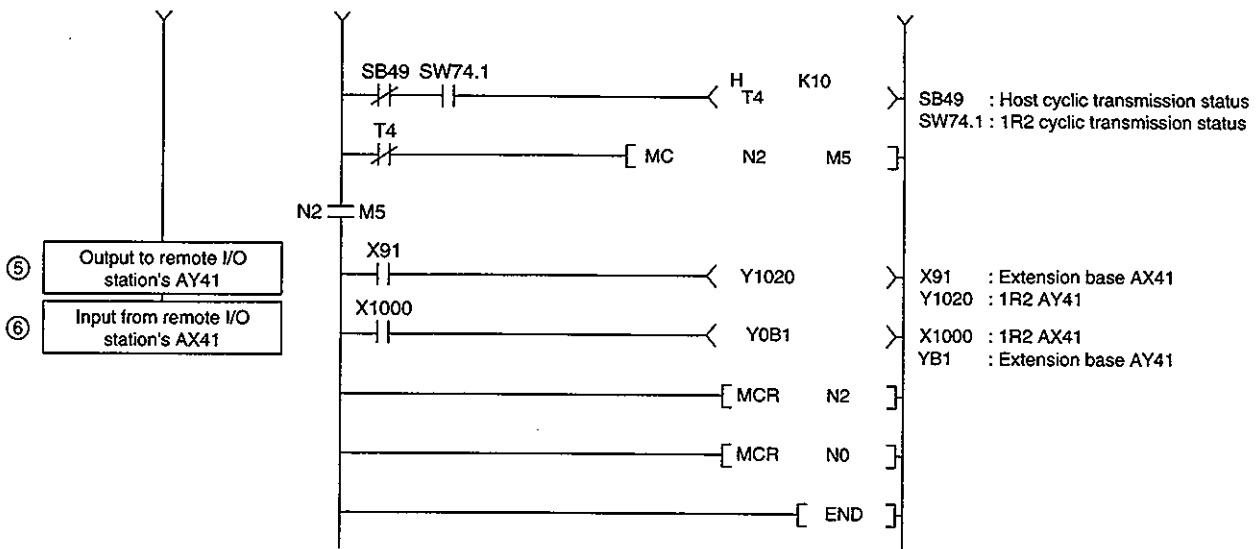 SB49 SW74.1
H K10
T4
SB49 : Host cyclic transmission status
SW74.1 : 1R2 cyclic transmission status
T4
MC N2 M5
N2 M5
⑤ Output to remote I/O
station's AY41
X91
Y1020
X91 : Extension base AX41
Y1020 : 1R2 AY41
⑥ Input from remote I/O
station's AX41
X1000
Y0B1
X1000 : 1R2 AX41
YB1 : Extension base AY41
MCR N2
MCR N0
END